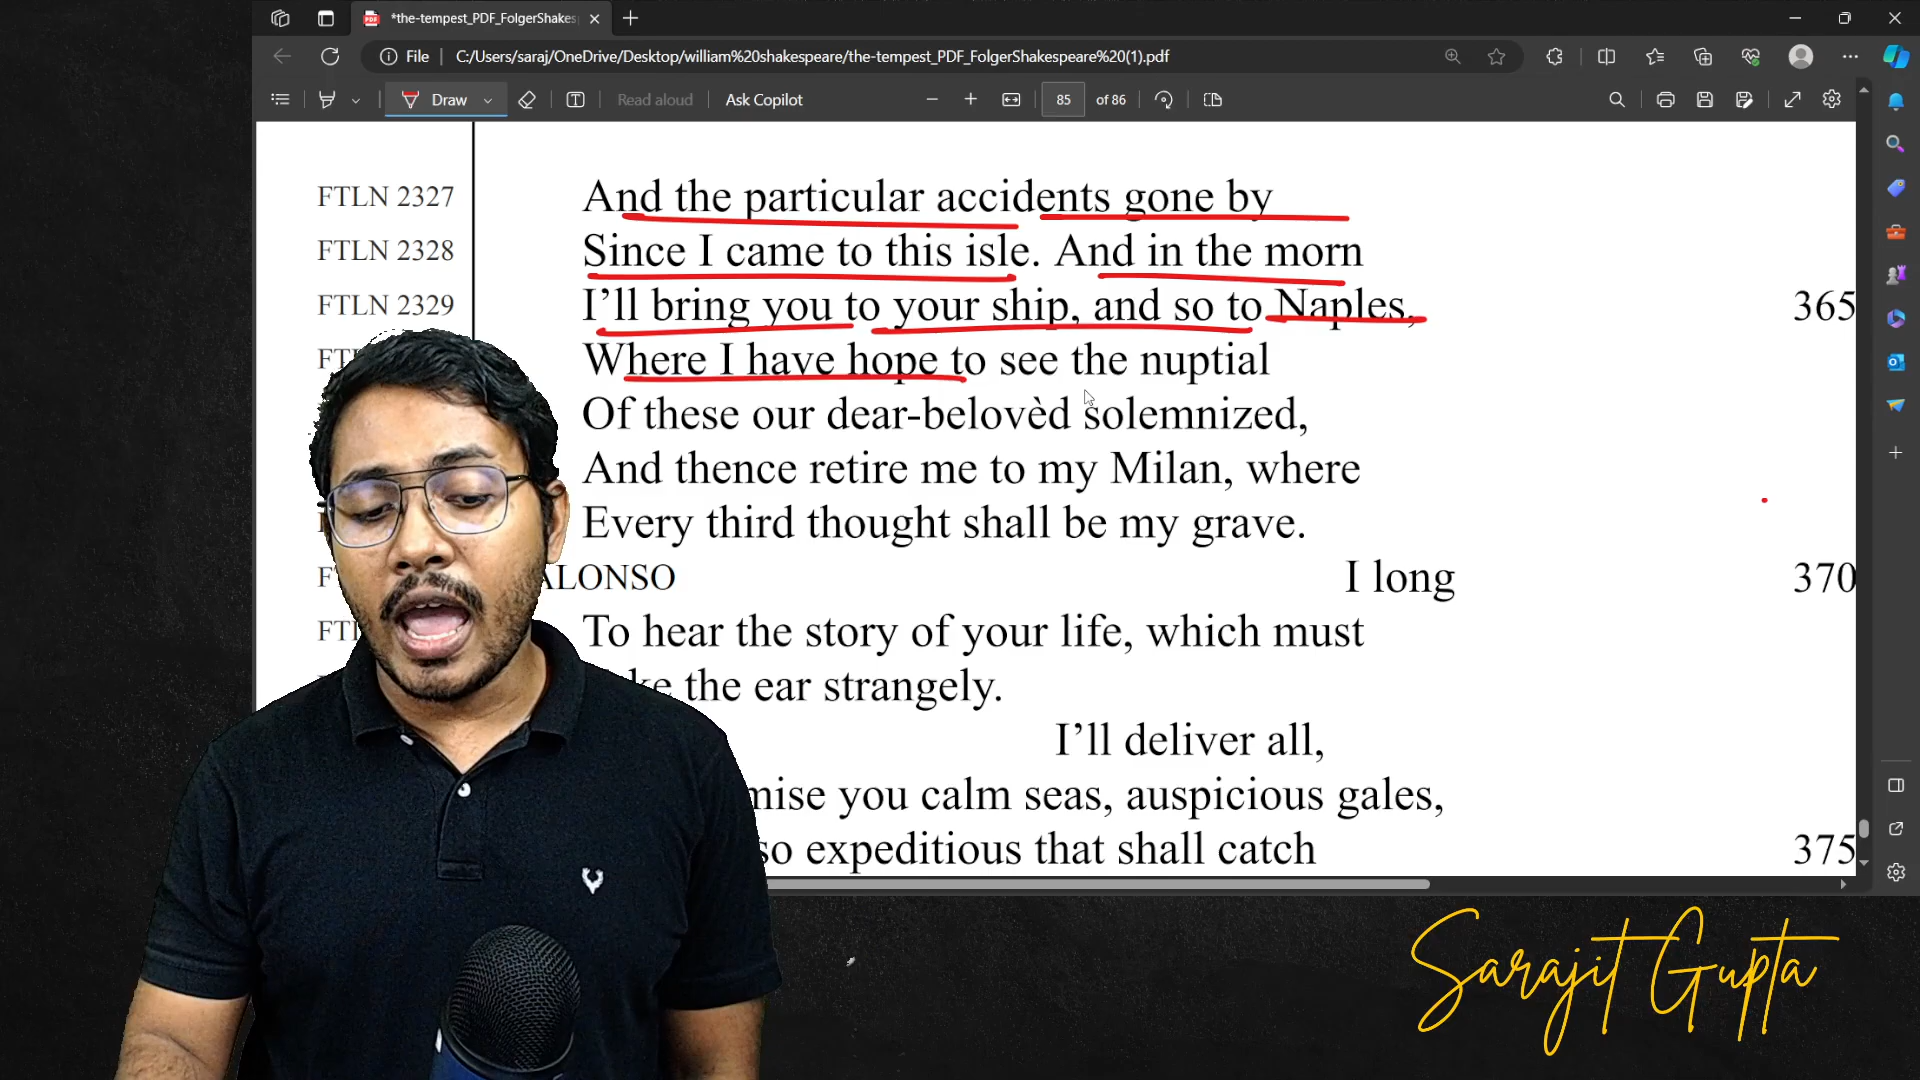 *the-tempest_PDF_FolgerShakes
File C:/Users/saraj/OneDrive/Desktop/william%20shakespeare/the-tempest_PDF_FolgerShakespeare%20(1).pdf
Draw Read aloud Ask Copilot 85 of 86
FTLN 2327 And the particular accidents gone by
FTLN 2328 Since I came to this isle. And in the morn
FTLN 2329 I'll bring you to your ship, and so to Naples, 365
Where I have hope to see the nuptial
Of these our dear-belovèd solemnized,
And thence retire me to my Milan, where
Every third thought shall be my grave.
ALONSO I long 370
To hear the story of your life, which must
the ear strangely.
I'll deliver all,
you calm seas, auspicious gales,
so expeditious that shall catch 375
Sarajit Gupta